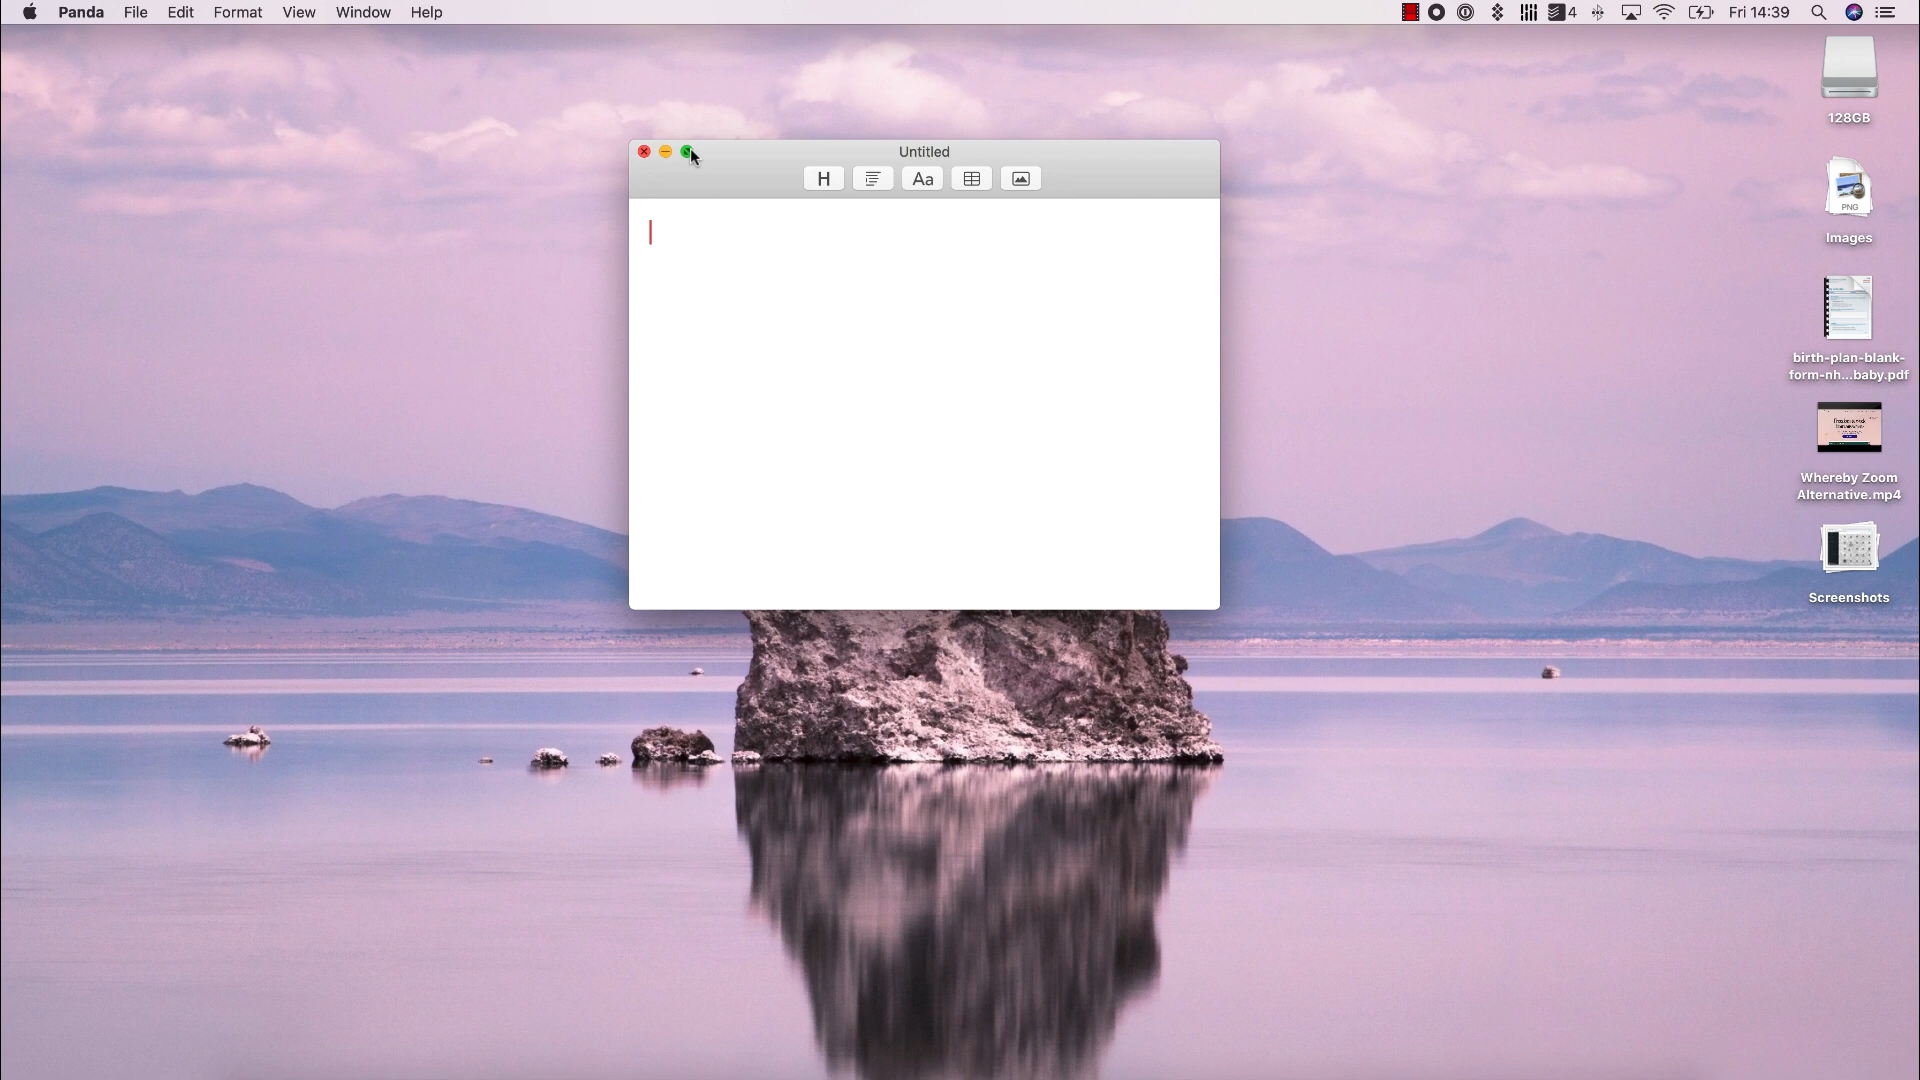 Panda File Edit Format View Window Help
4 Fri 14:39
Untitled
H Aa
128GB
PNG
Images
birth-plan-blank-
form-nh...baby.pdf
Whereby Zoom
Alternative.mp4
Screenshots